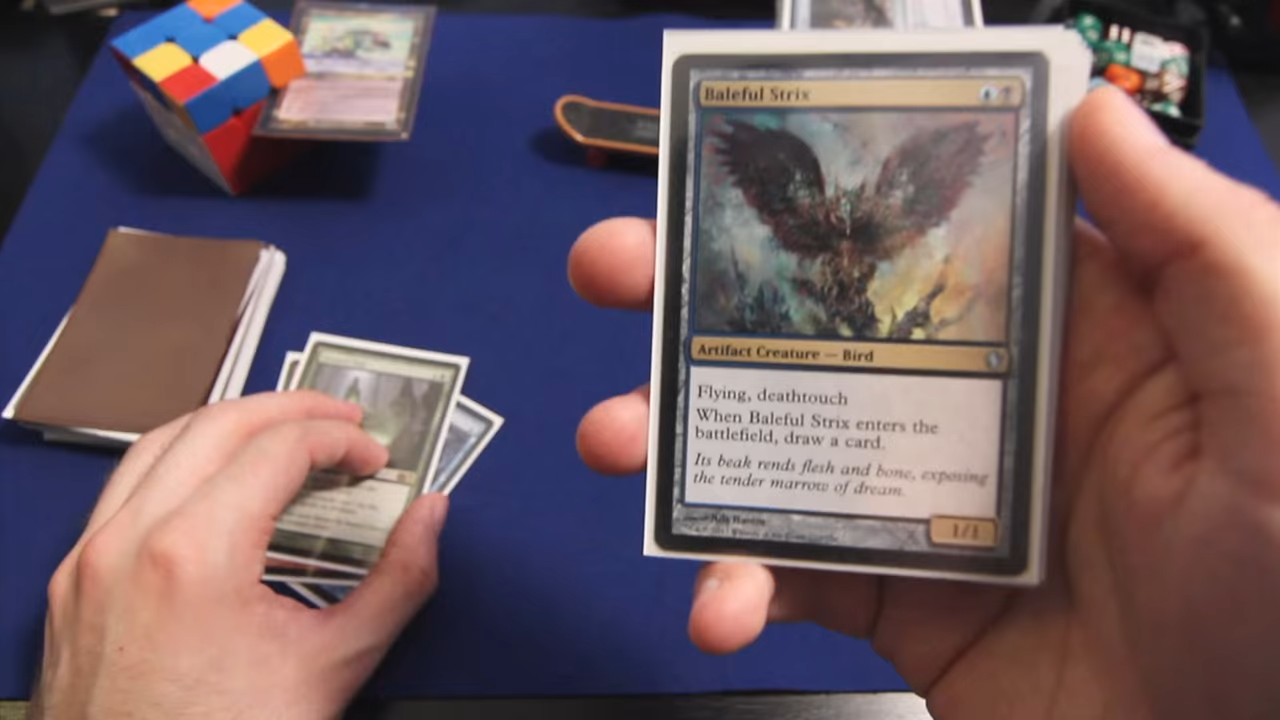 Baleful Strix
Artifact Creature — Bird
Flying, deathtouch
When Baleful Strix enters the
battlefield, draw a card.
Its beak rends flesh and bone, exposing
the tender marrow of dream.
1/1